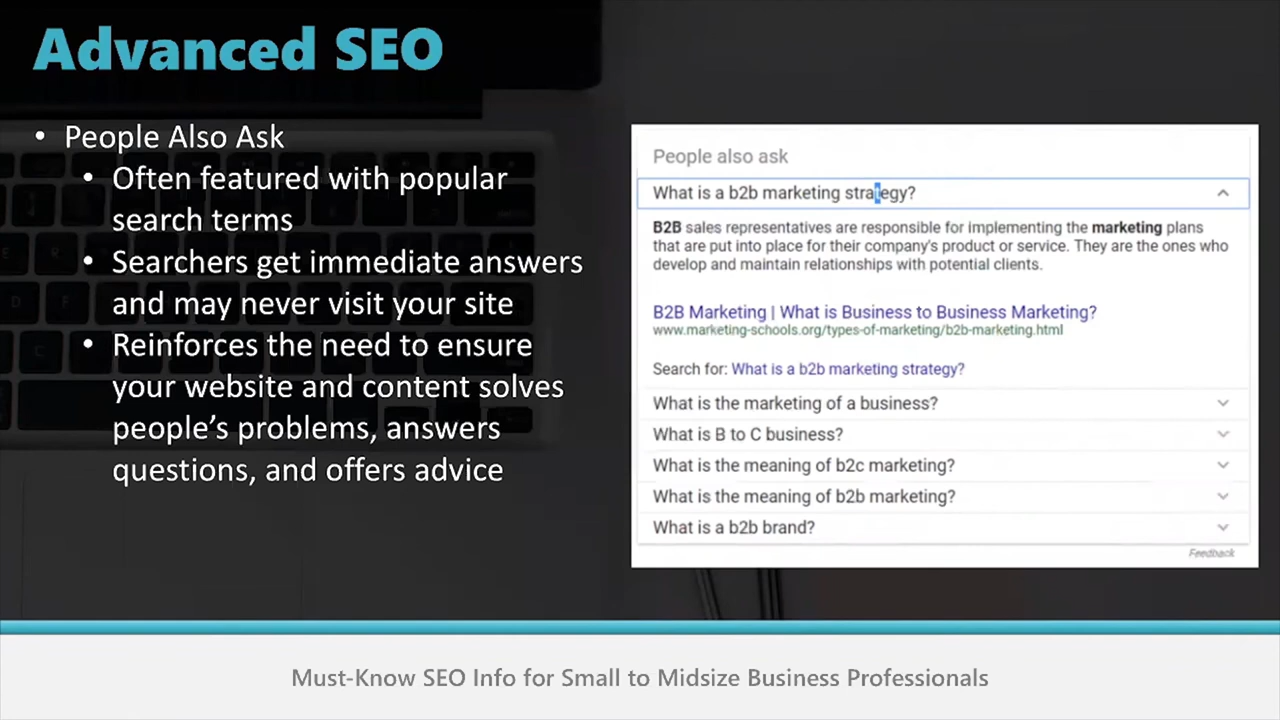 Advanced SEO
• People Also Ask
• Often featured with popular
search terms
• Searchers get immediate answers
and may never visit your site
• Reinforces the need to ensure
your website and content solves
people’s problems, answers
questions, and offers advice
People also ask
What is a b2b marketing strategy?
B2B sales representatives are responsible for implementing the marketing plans
that are put into place for their company's product or service. They are the ones who
develop and maintain relationships with potential clients.
B2B Marketing | What is Business to Business Marketing?
www.marketing-schools.org/types-of-marketing/b2b-marketing.html
Search for: What is a b2b marketing strategy?
What is the marketing of a business?
What is B to C business?
What is the meaning of b2c marketing?
What is the meaning of b2b marketing?
What is a b2b brand?
Feedback
Must-Know SEO Info for Small to Midsize Business Professionals